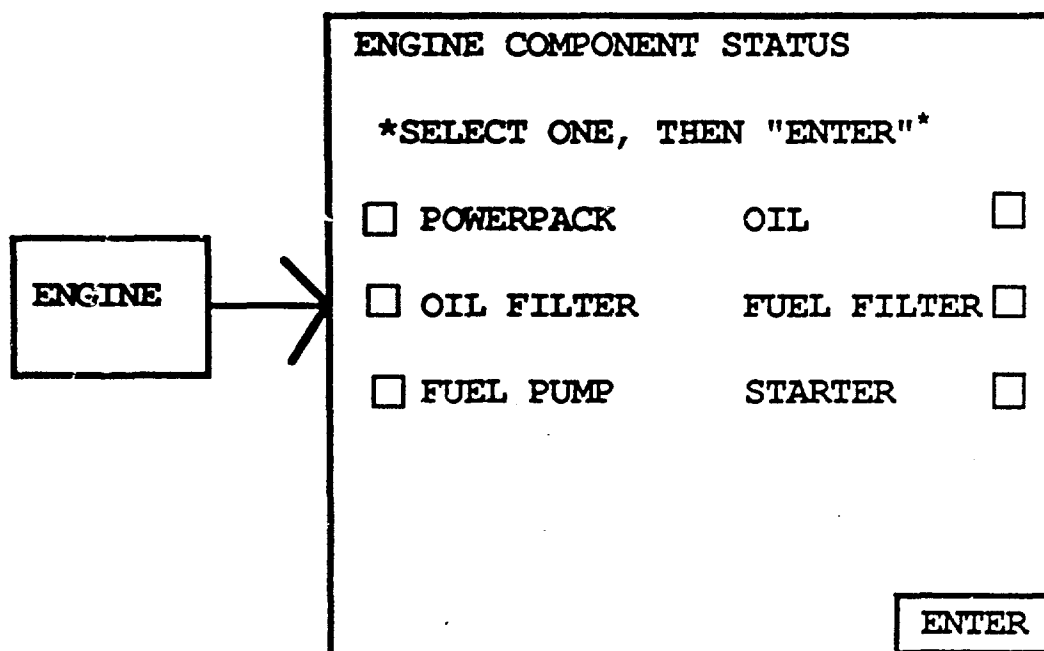 ENGINE COMPONENT STATUS
*SELECT ONE, THEN "ENTER"*
POWERPACK OIL
ENGINE
OIL FILTER FUEL FILTER
FUEL PUMP STARTER
ENTER